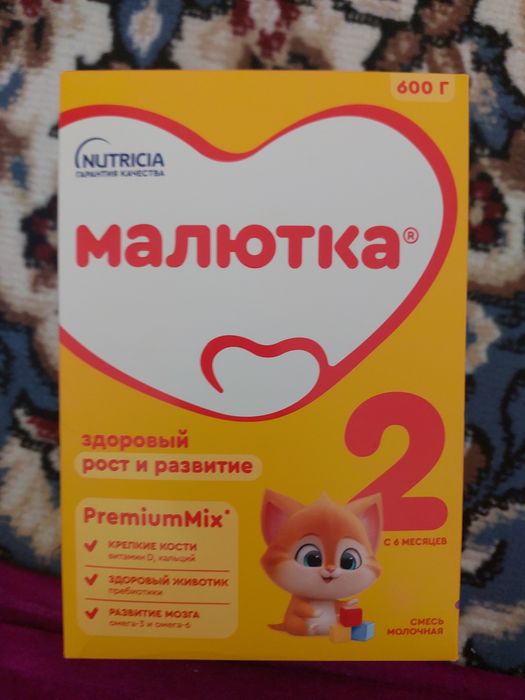 600 Г
NUTRICIA
ГАРАНТИЯ КАЧЕСТВА
МАЛЮТКА®
здоровый
рост и развитие
2
С 6 МЕСЯЦЕВ
PremiumMix*
КРЕПКИЕ КОСТИ
витамин D, кальций
ЗДОРОВЫЙ ЖИВОТИК
пребиотики
РАЗВИТИЕ МОЗГА
омега-3 и омега-6
СМЕСЬ
МОЛОЧНАЯ